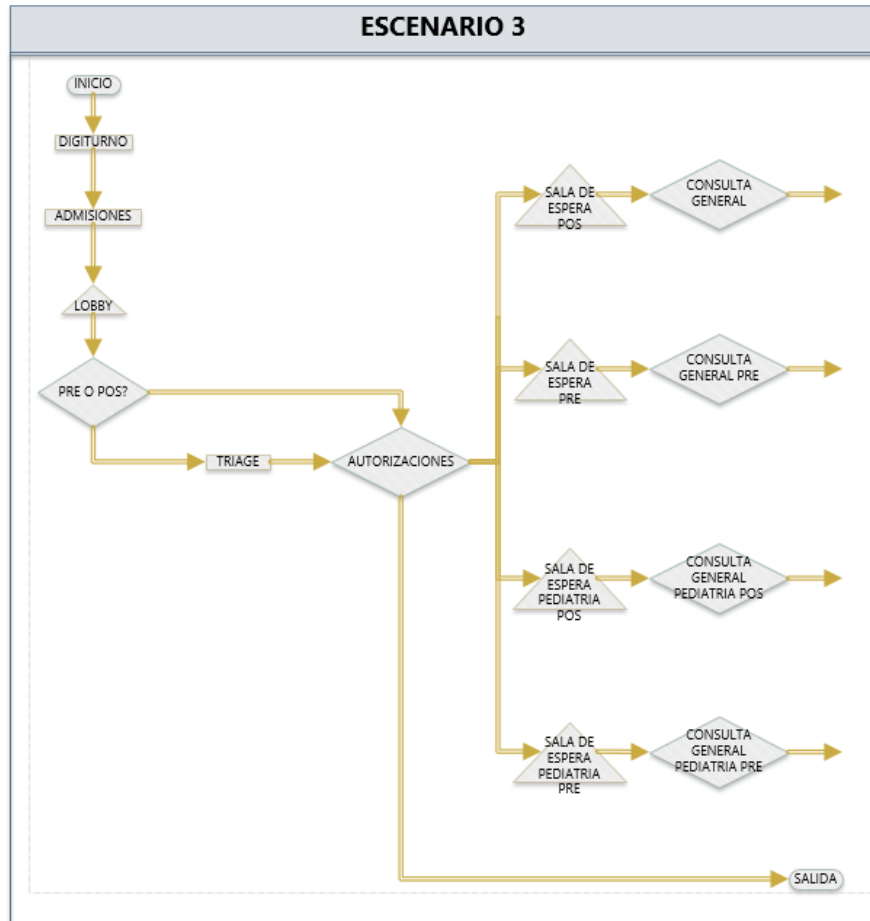 ESCENARIO 3
INICIO
DIGITURNO
ADMISIONES
LOBBY
PRE O POS?
TRIAGE
AUTORIZACIONES
SALA DE
ESPERA
POS
CONSULTA
GENERAL
SALA DE
ESPERA
PRE
CONSULTA
GENERAL PRE
SALA DE
ESPERA
PEDIATRIA
POS
CONSULTA
GENERAL
PEDIATRIA POS
SALA DE
ESPERA
PEDIATRIA
PRE
CONSULTA
GENERAL
PEDIATRIA PRE
SALIDA